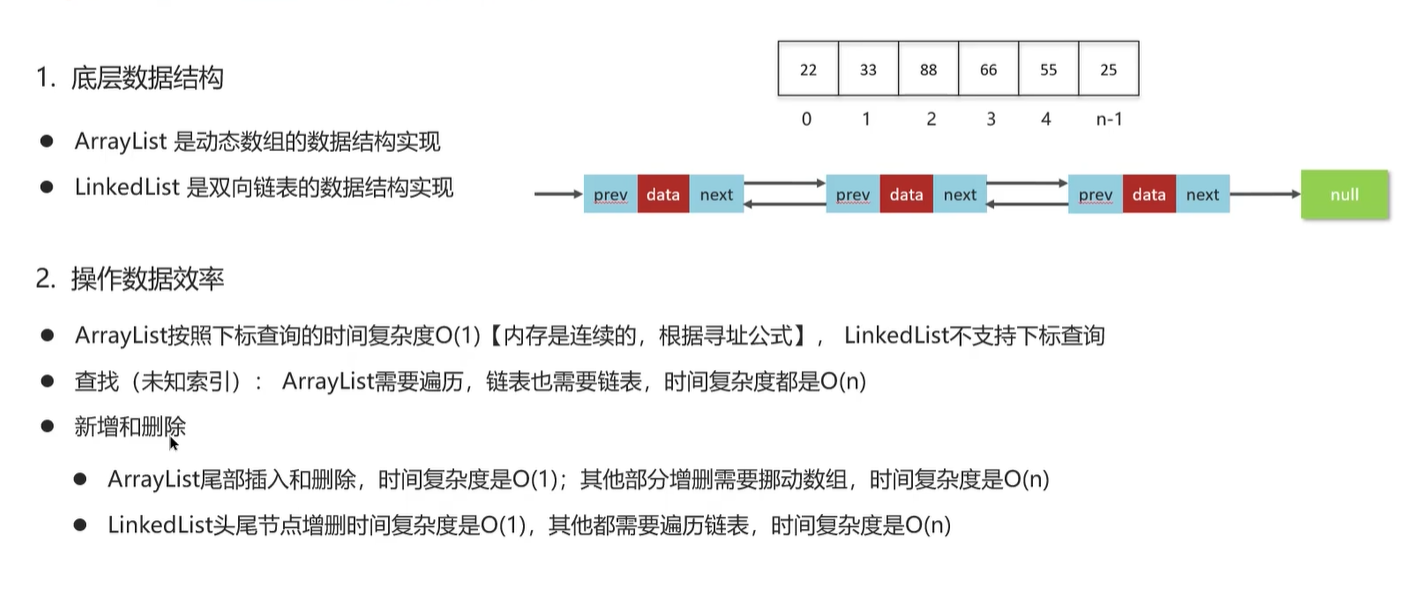 22 33 88 66 55 25
1. 底层数据结构
0 1 2 3 4 n-1
● ArrayList 是动态数组的数据结构实现
● LinkedList 是双向链表的数据结构实现
prev data next prev data next prev data next null
2. 操作数据效率
● ArrayList按照下标查询的时间复杂度O(1)【内存是连续的，根据寻址公式】， LinkedList不支持下标查询
● 查找（未知索引）： ArrayList需要遍历，链表也需要链表，时间复杂度都是O(n)
● 新增和删除
● ArrayList尾部插入和删除，时间复杂度是O(1)；其他部分增删需要挪动数组，时间复杂度是O(n)
● LinkedList头尾节点增删时间复杂度是O(1)，其他都需要遍历链表，时间复杂度是O(n)